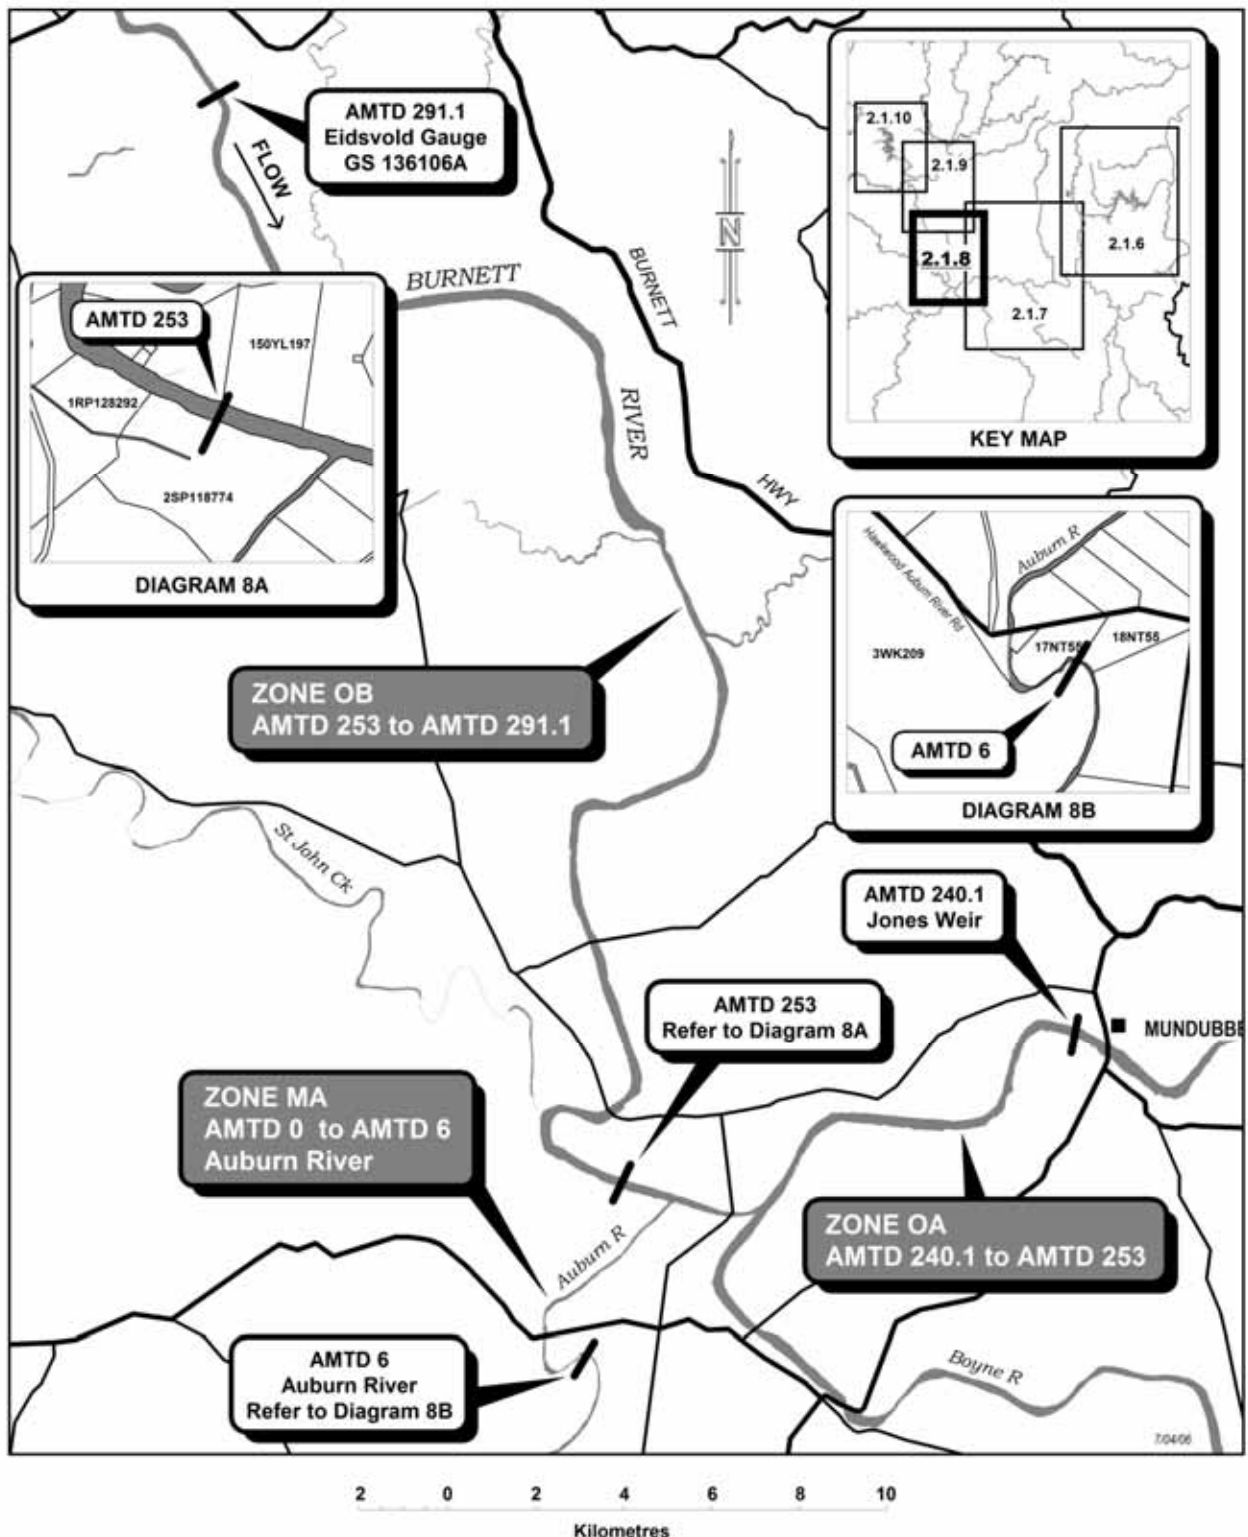 AMTD 291.1
Eidsvold Gauge
GS 136106A
FLOW
BURNETT
RIVER
BURNETT
HWY
N
2.1.10
2.1.9
2.1.8
2.1.7
2.1.6
KEY MAP
AMTD 253
150YL197
1RP128292
2SP118774
DIAGRAM 8A
Hawkwood Auburn River Rd
Auburn R
3WK209
17NT55
18NT55
AMTD 6
DIAGRAM 8B
ZONE OB
AMTD 253 to AMTD 291.1
St John Ck
AMTD 240.1
Jones Weir
MUNDUBBE
AMTD 253
Refer to Diagram 8A
ZONE MA
AMTD 0 to AMTD 6
Auburn River
Auburn R
ZONE OA
AMTD 240.1 to AMTD 253
AMTD 6
Auburn River
Refer to Diagram 8B
Boyne R
7/04/06
2 0 2 4 6 8 10
Kilometres